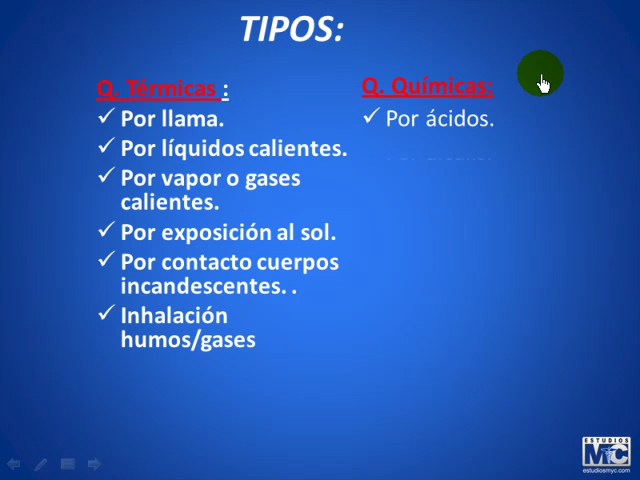 TIPOS:
Q. Térmicas :
Por llama.
Por líquidos calientes.
Por vapor o gases
calientes.
Por exposición al sol.
Por contacto cuerpos
incandescentes. .
Inhalación
humos/gases
Q. Químicas:
Por ácidos.
ESTUDIOS
MyC
estudiosmyc.com